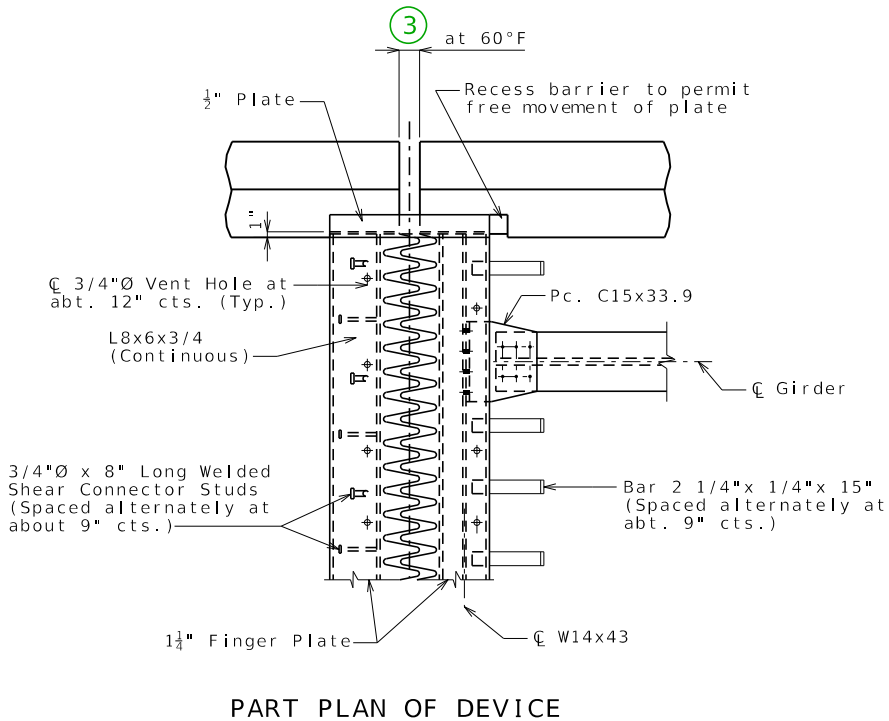 3
at 60°F
1/2" Plate
Recess barrier to permit
free movement of plate
1"
℄ 3/4"Ø Vent Hole at
abt. 12" cts. (Typ.)
Pc. C15x33.9
L8x6x3/4
(Continuous)
℄ Girder
3/4"Ø x 8" Long Welded
Shear Connector Studs
(Spaced alternately at
about 9" cts.)
Bar 2 1/4"x 1/4"x 15"
(Spaced alternately at
abt. 9" cts.)
1 1/4" Finger Plate
℄ W14x43
PART PLAN OF DEVICE